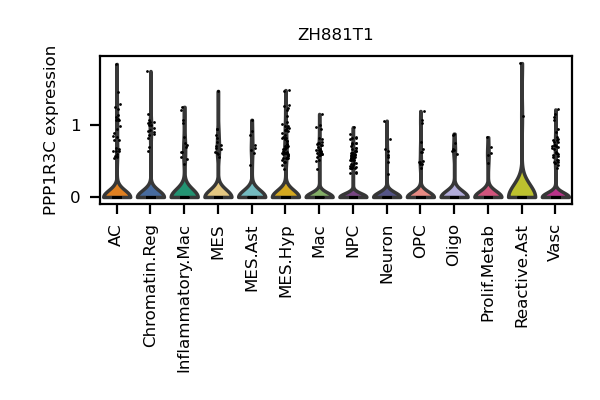 ZH881T1
PPP1R3C expression
1
0
AC
Chromatin.Reg
Inflammatory.Mac
MES
MES.Ast
MES.Hyp
Mac
NPC
Neuron
OPC
Oligo
Prolif.Metab
Reactive.Ast
Vasc